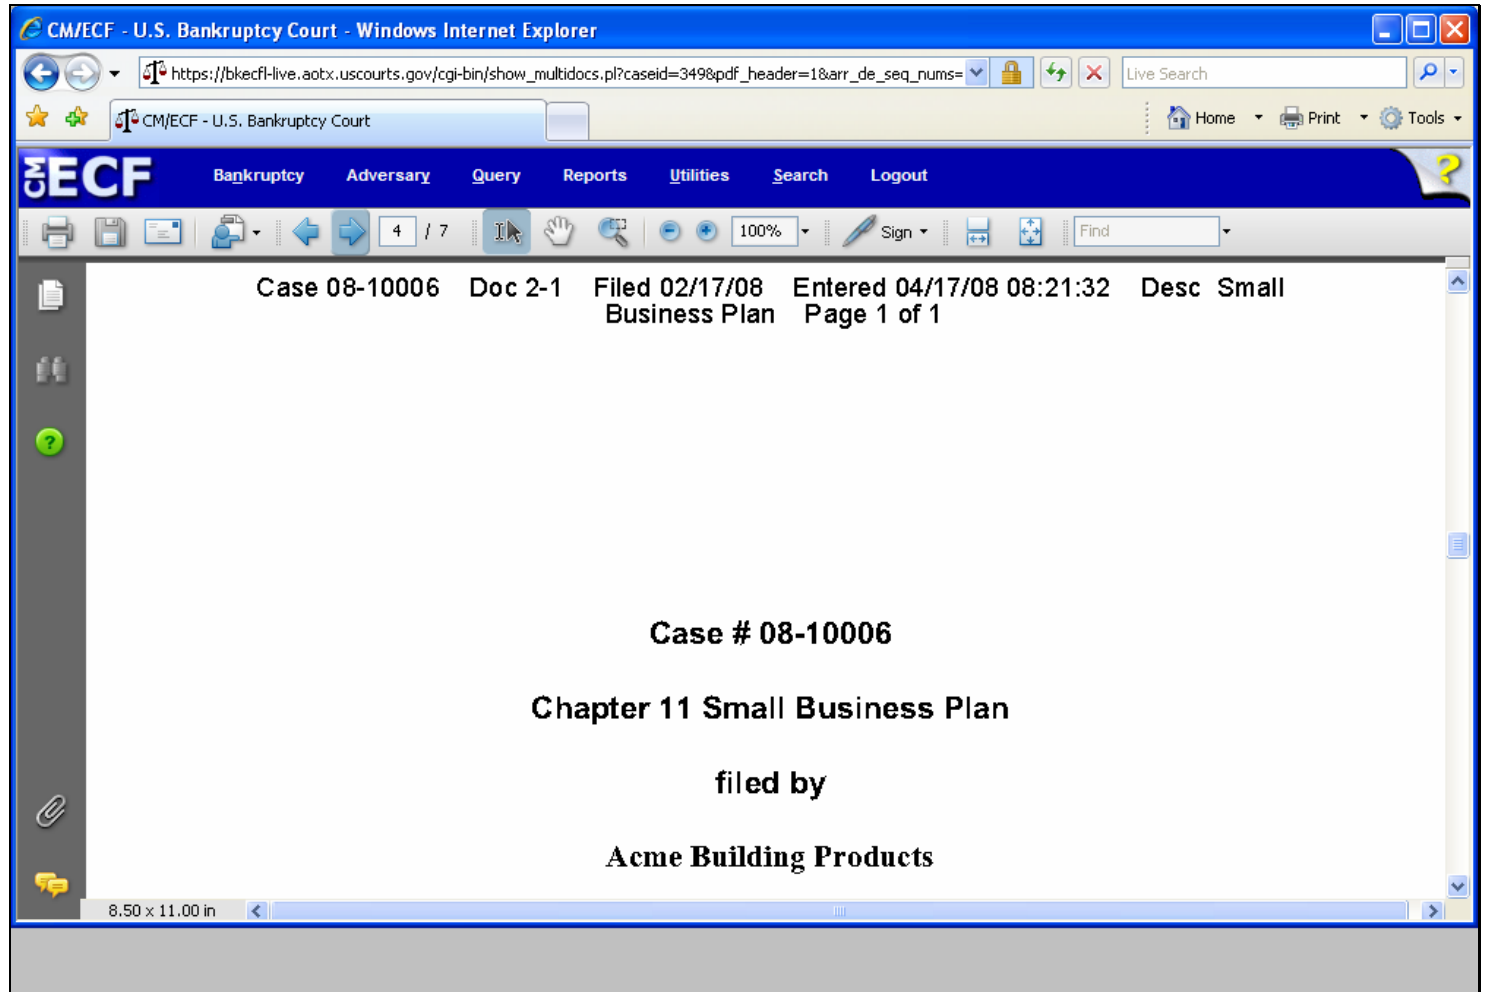 CM/ECF - U.S. Bankruptcy Court - Windows Internet Explorer
https://bkecfl-live.aotx.uscourts.gov/cgi-bin/show_multidocs.pl?caseid=349&pdf_header=1&arr_de_seq_nums=
Live Search
CM/ECF - U.S. Bankruptcy Court
Home Print Tools
CM ECF Bankruptcy Adversary Query Reports Utilities Search Logout ?
4 / 7 100% Sign Find
Case 08-10006 Doc 2-1 Filed 02/17/08 Entered 04/17/08 08:21:32 Desc Small
Business Plan Page 1 of 1
?
Case # 08-10006
Chapter 11 Small Business Plan
filed by
Acme Building Products
8.50 x 11.00 in